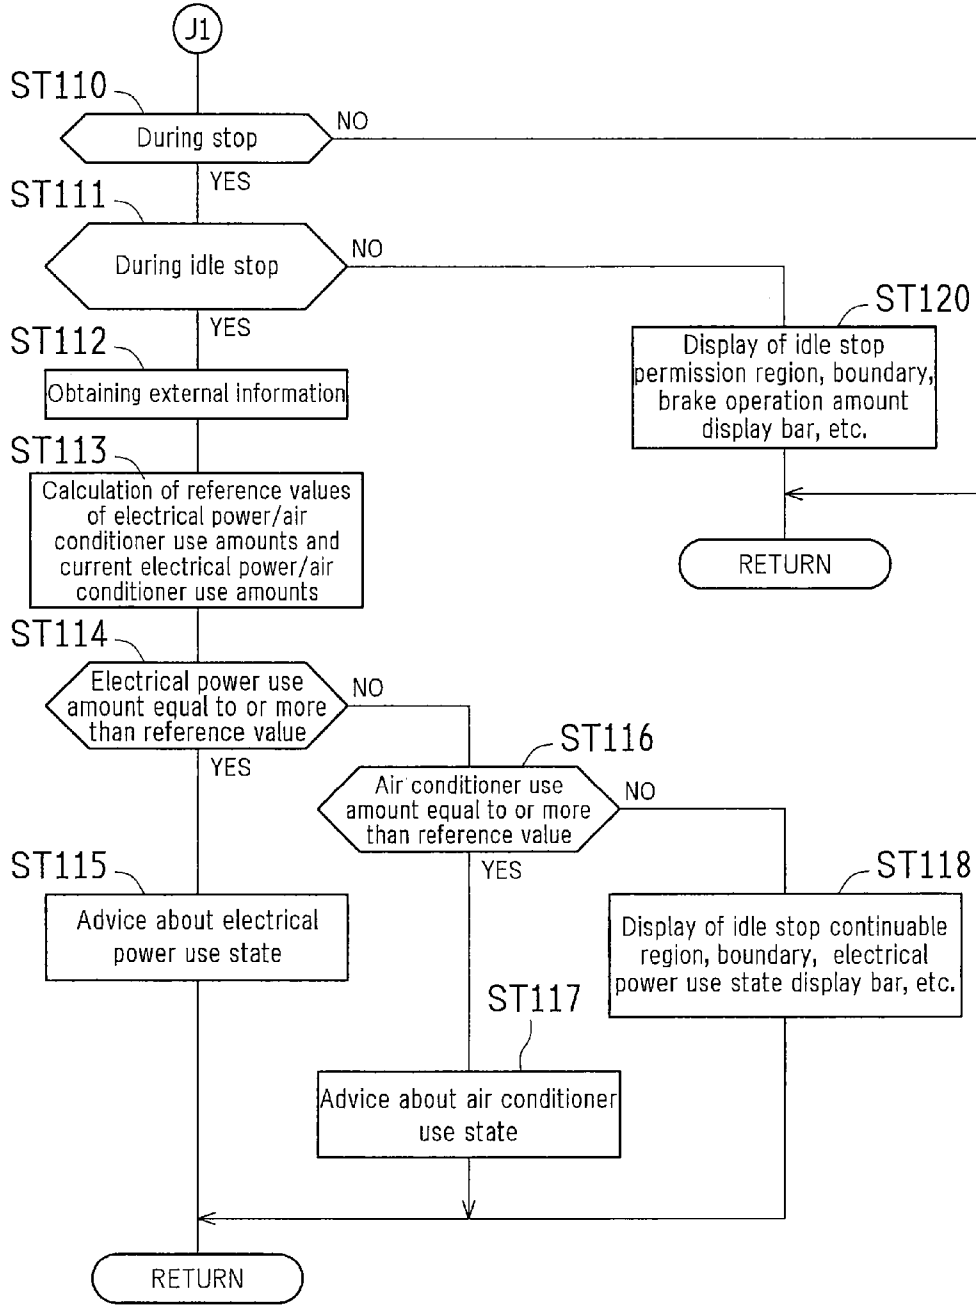 J1
ST110
During stop
NO
YES
ST111
During idle stop
NO
YES
ST120
Display of idle stop
permission region, boundary,
brake operation amount
display bar, etc.
RETURN
ST112
Obtaining external information
ST113
Calculation of reference values
of electrical power/air
conditioner use amounts and
current electrical power/air
conditioner use amounts
ST114
Electrical power use
amount equal to or more
than reference value
NO
YES
ST116
Air conditioner use
amount equal to or more
than reference value
NO
YES
ST115
Advice about electrical
power use state
ST118
Display of idle stop continuable
region, boundary, electrical
power use state display bar, etc.
ST117
Advice about air conditioner
use state
RETURN